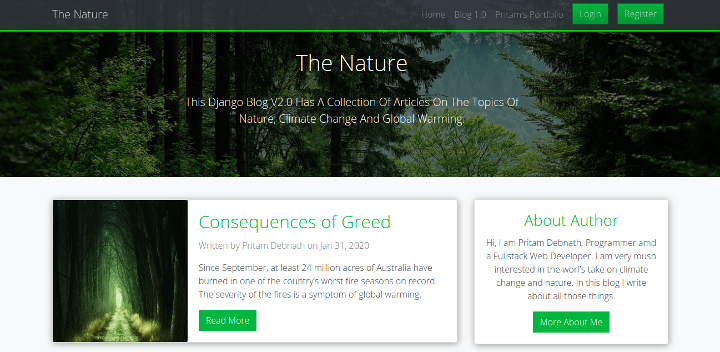 The Nature
Home Blog 1.0 Pritam's Portfolio Login Register
The Nature
This Django Blog V2.0 Has A Collection Of Articles On The Topics Of
Nature, Climate Change And Global Warming.
Consequences of Greed
Written by Pritam Debnath on Jan 31, 2020
Since September, at least 24 million acres of Australia have
burned in one of the country's worst fire seasons on record.
The severity of the fires is a symptom of global warming.
Read More
About Author
Hi, I am Pritam Debnath, Programmer amd
a Fullstack Web Developer. I am very mush
interested in the worl's take on climate
change and nature. In this blog I write
about all those things.
More About Me